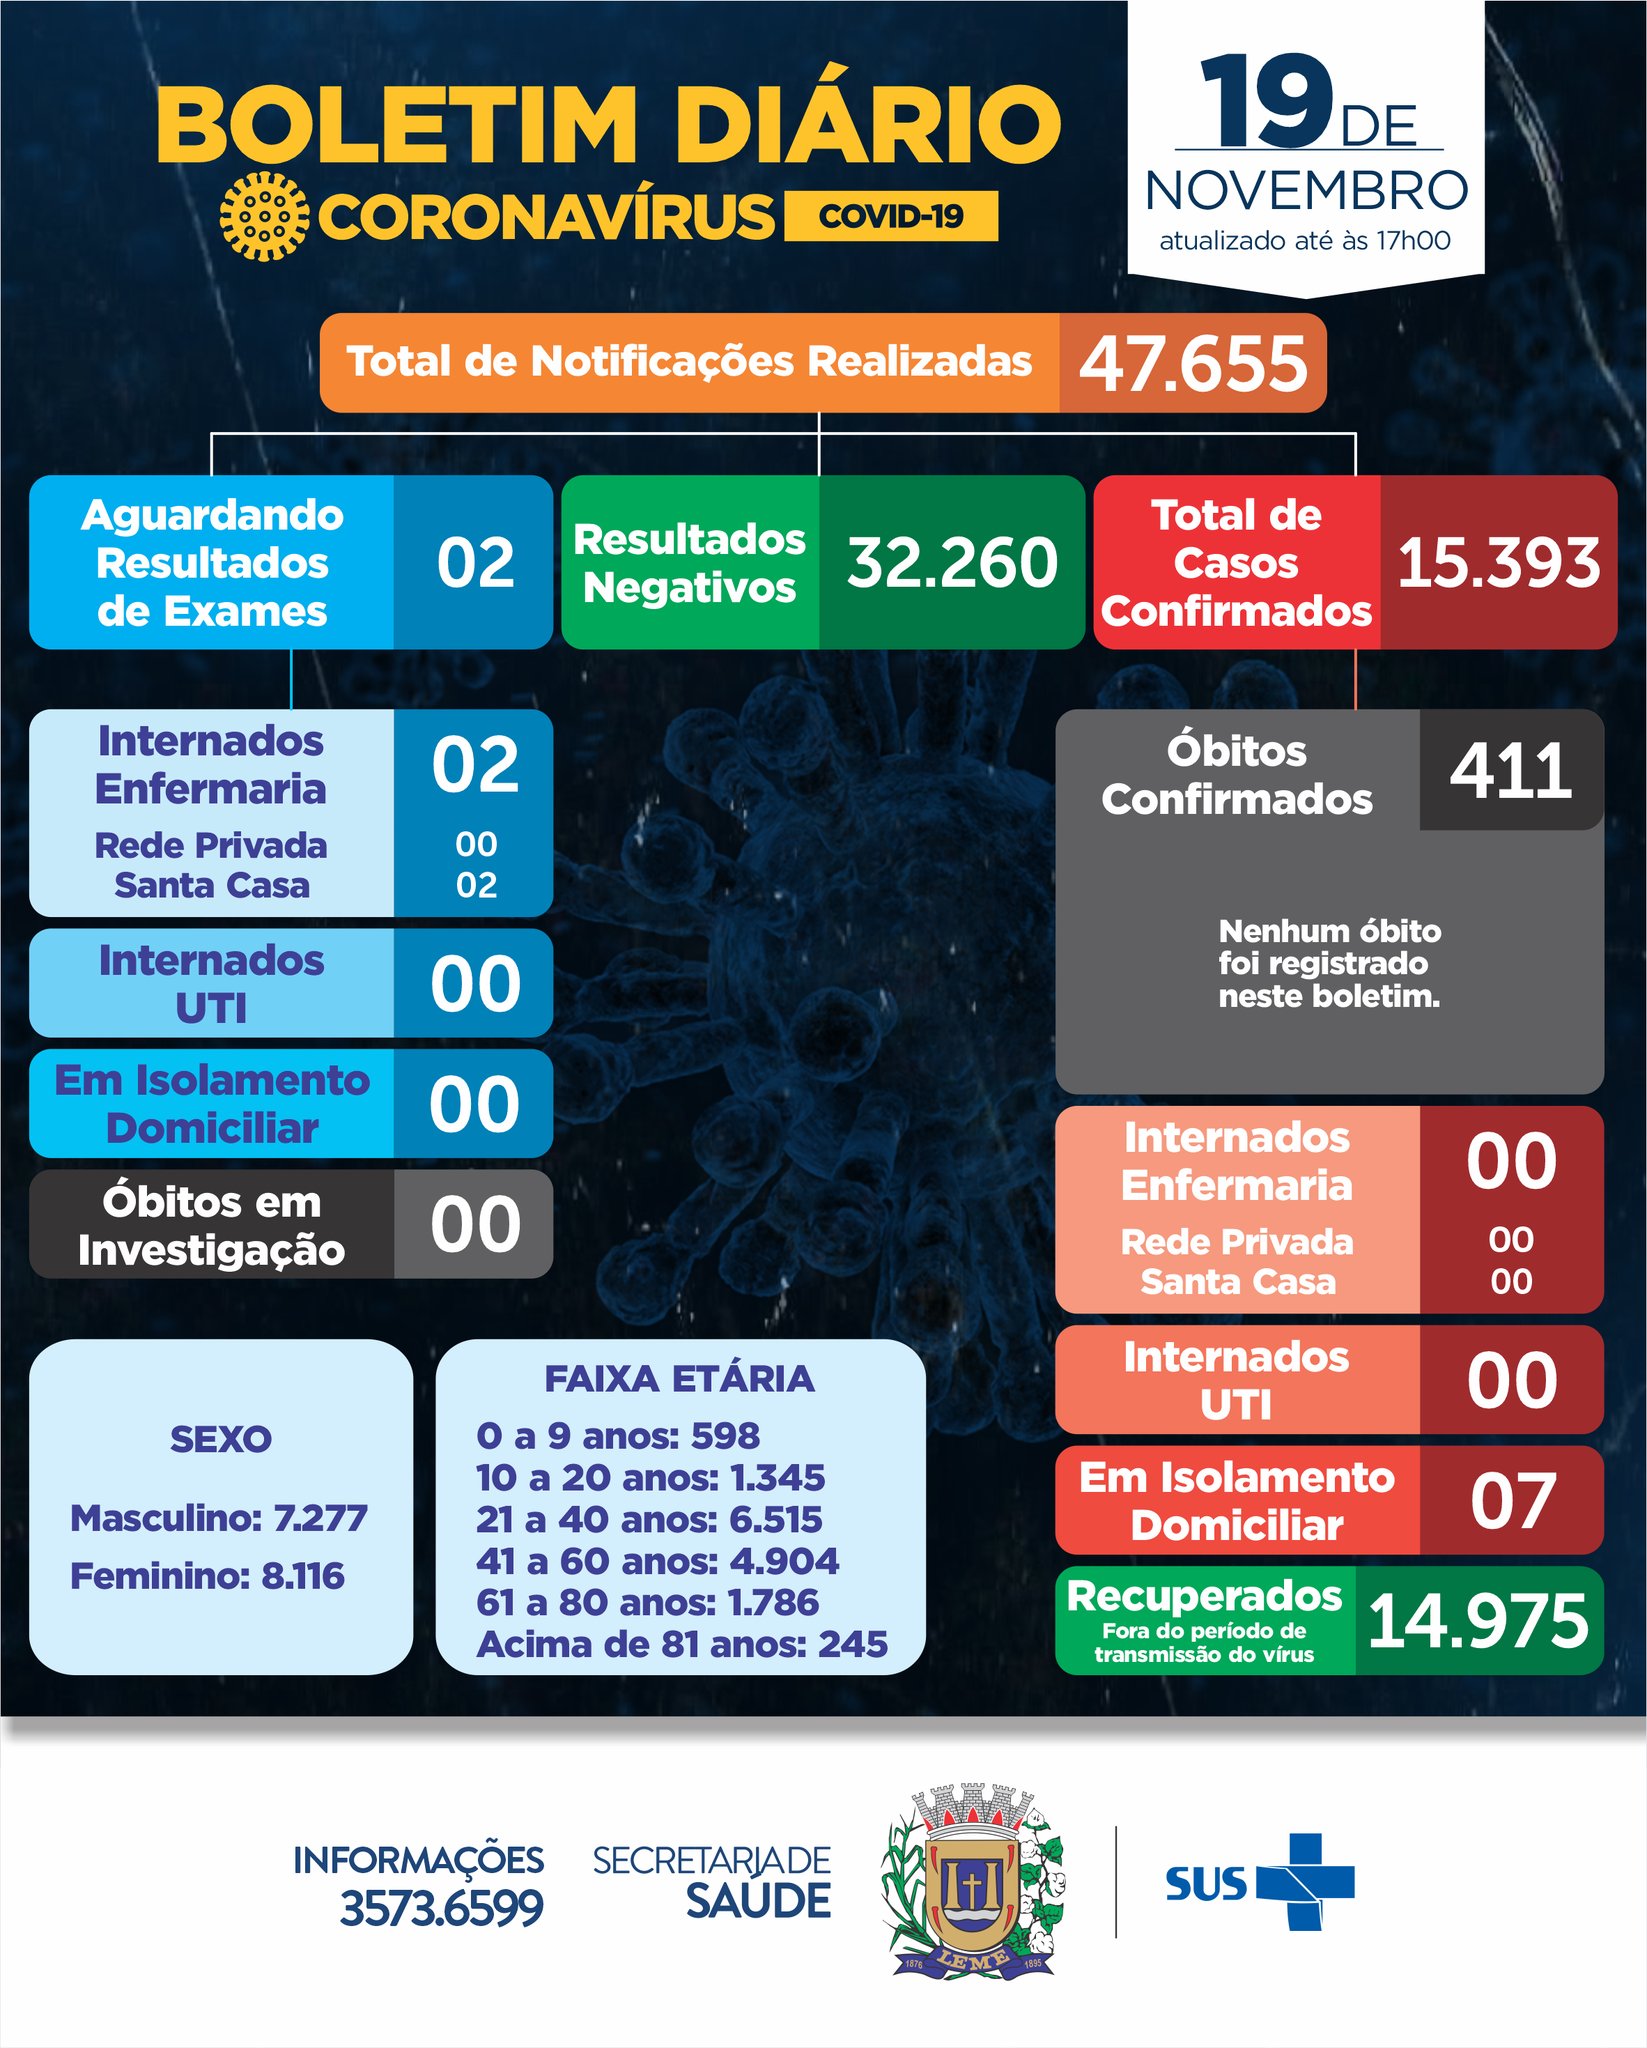 BOLETIM DIÁRIO
CORONAVÍRUS COVID-19
19 DE
NOVEMBRO
atualizado até às 17h00
Total de Notificações Realizadas 47.655
Aguardando
Resultados
de Exames
02
Resultados
Negativos
32.260
Total de
Casos
Confirmados
15.393
Internados
Enfermaria
02
Rede Privada 00
Santa Casa 02
Internados
UTI
00
Em Isolamento
Domiciliar
00
Óbitos em
Investigação
00
Óbitos
Confirmados
411
Nenhum óbito
foi registrado
neste boletim.
Internados
Enfermaria
00
Rede Privada 00
Santa Casa 00
Internados
UTI
00
Em Isolamento
Domiciliar
07
Recuperados
Fora do período de
transmissão do vírus
14.975
SEXO
Masculino: 7.277
Feminino: 8.116
FAIXA ETÁRIA
0 a 9 anos: 598
10 a 20 anos: 1.345
21 a 40 anos: 6.515
41 a 60 anos: 4.904
61 a 80 anos: 1.786
Acima de 81 anos: 245
INFORMAÇÕES
3573.6599
SECRETARIA DE
SAÚDE
1876 LEME 1895
SUS